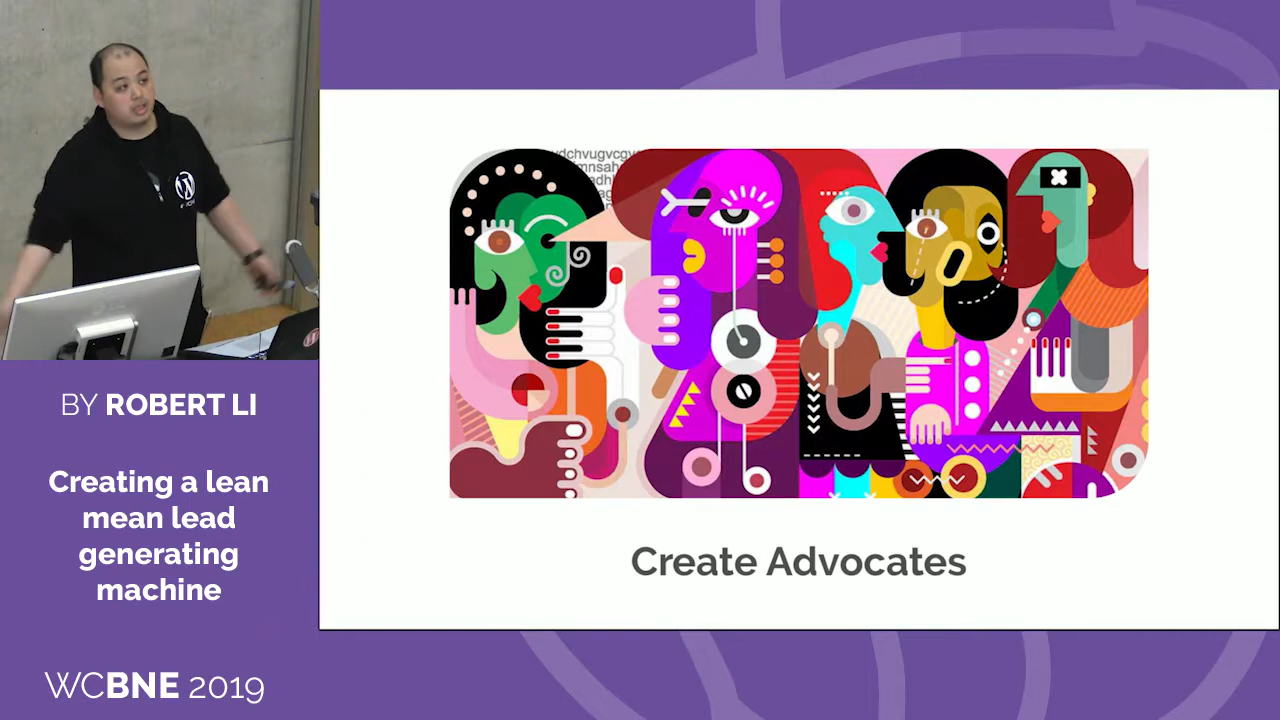 BY ROBERT LI
Creating a lean
mean lead
generating
machine
WCBNE 2019
Create Advocates